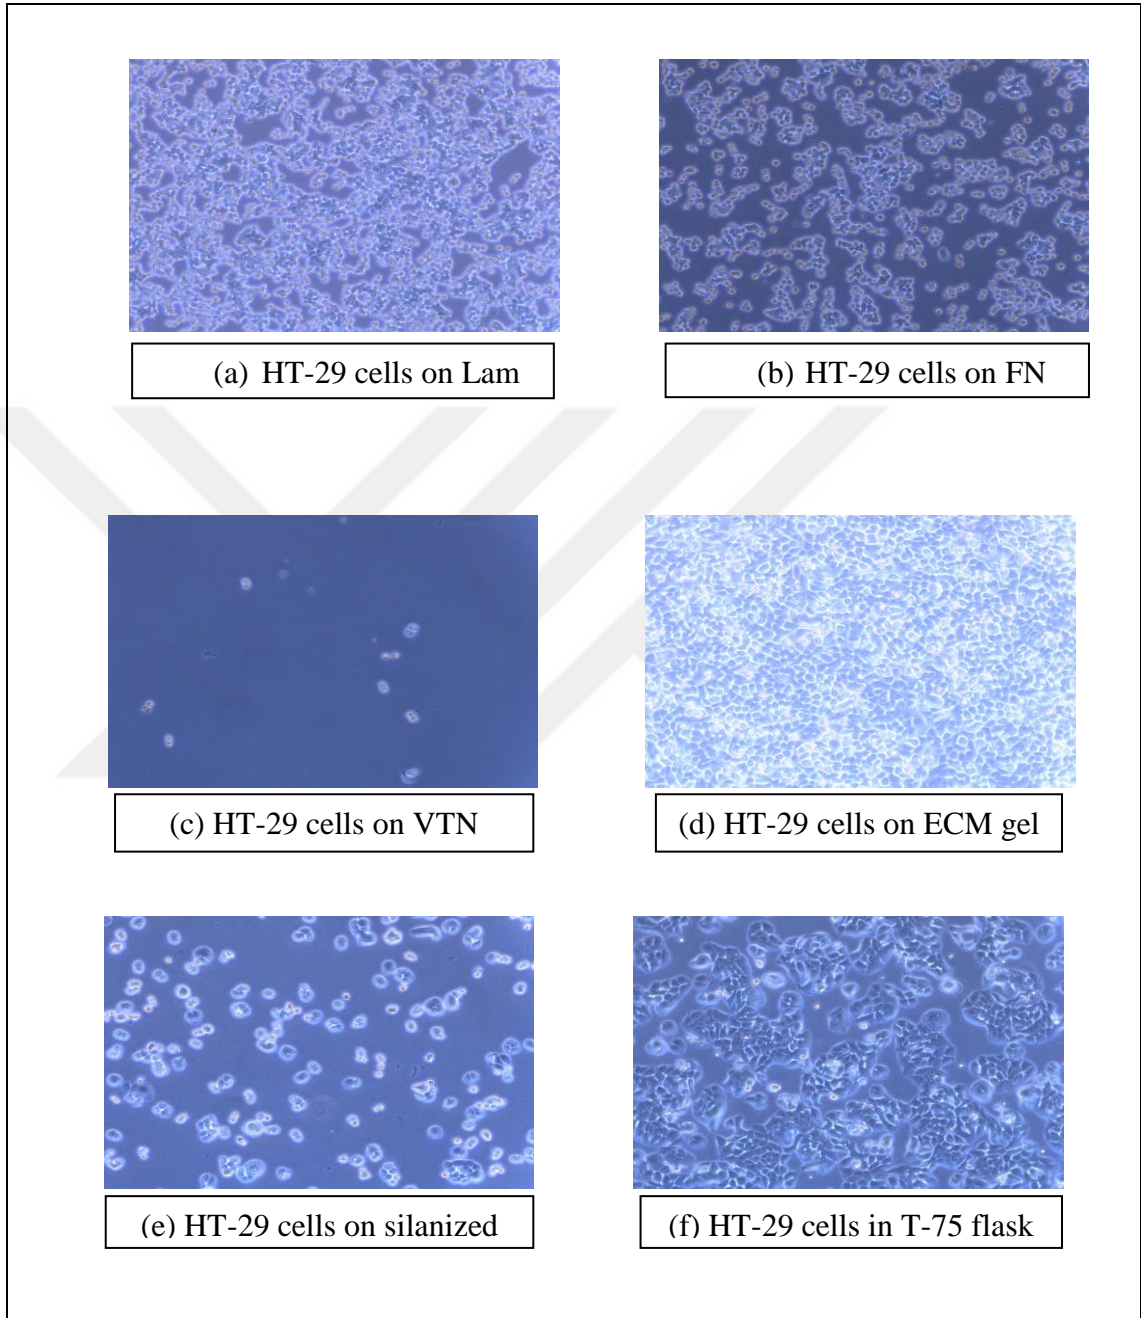 (a) HT-29 cells on Lam
(b) HT-29 cells on FN
(c) HT-29 cells on VTN
(d) HT-29 cells on ECM gel
(e) HT-29 cells on silanized
(f) HT-29 cells in T-75 flask